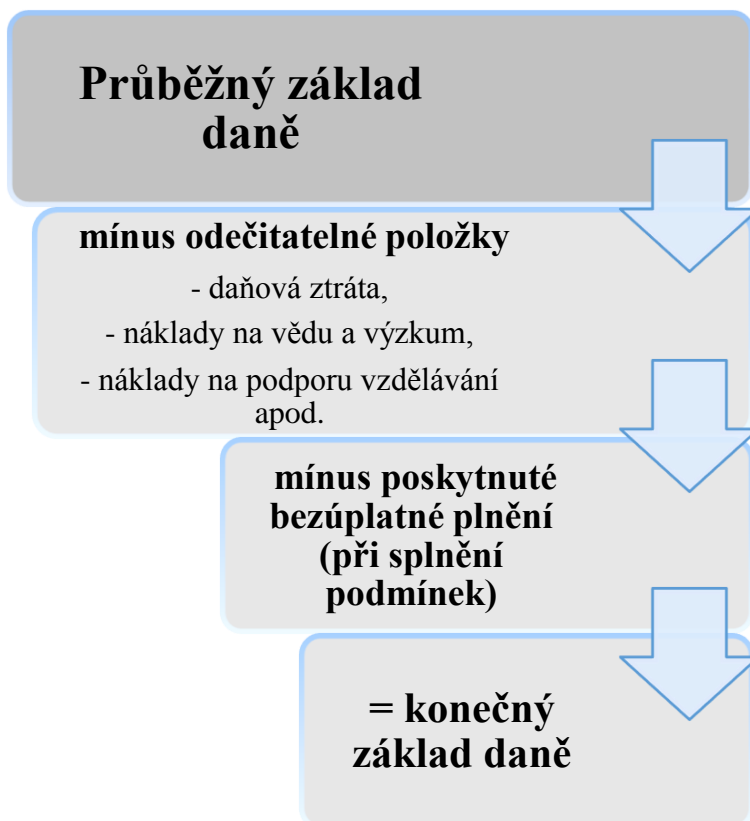 Průběžný základ
daně
mínus odečitatelné položky
- daňová ztráta,
- náklady na vědu a výzkum,
- náklady na podporu vzdělávání
apod.
mínus poskytnuté
bezúplatné plnění
(při splnění
podmínek)
= konečný
základ daně